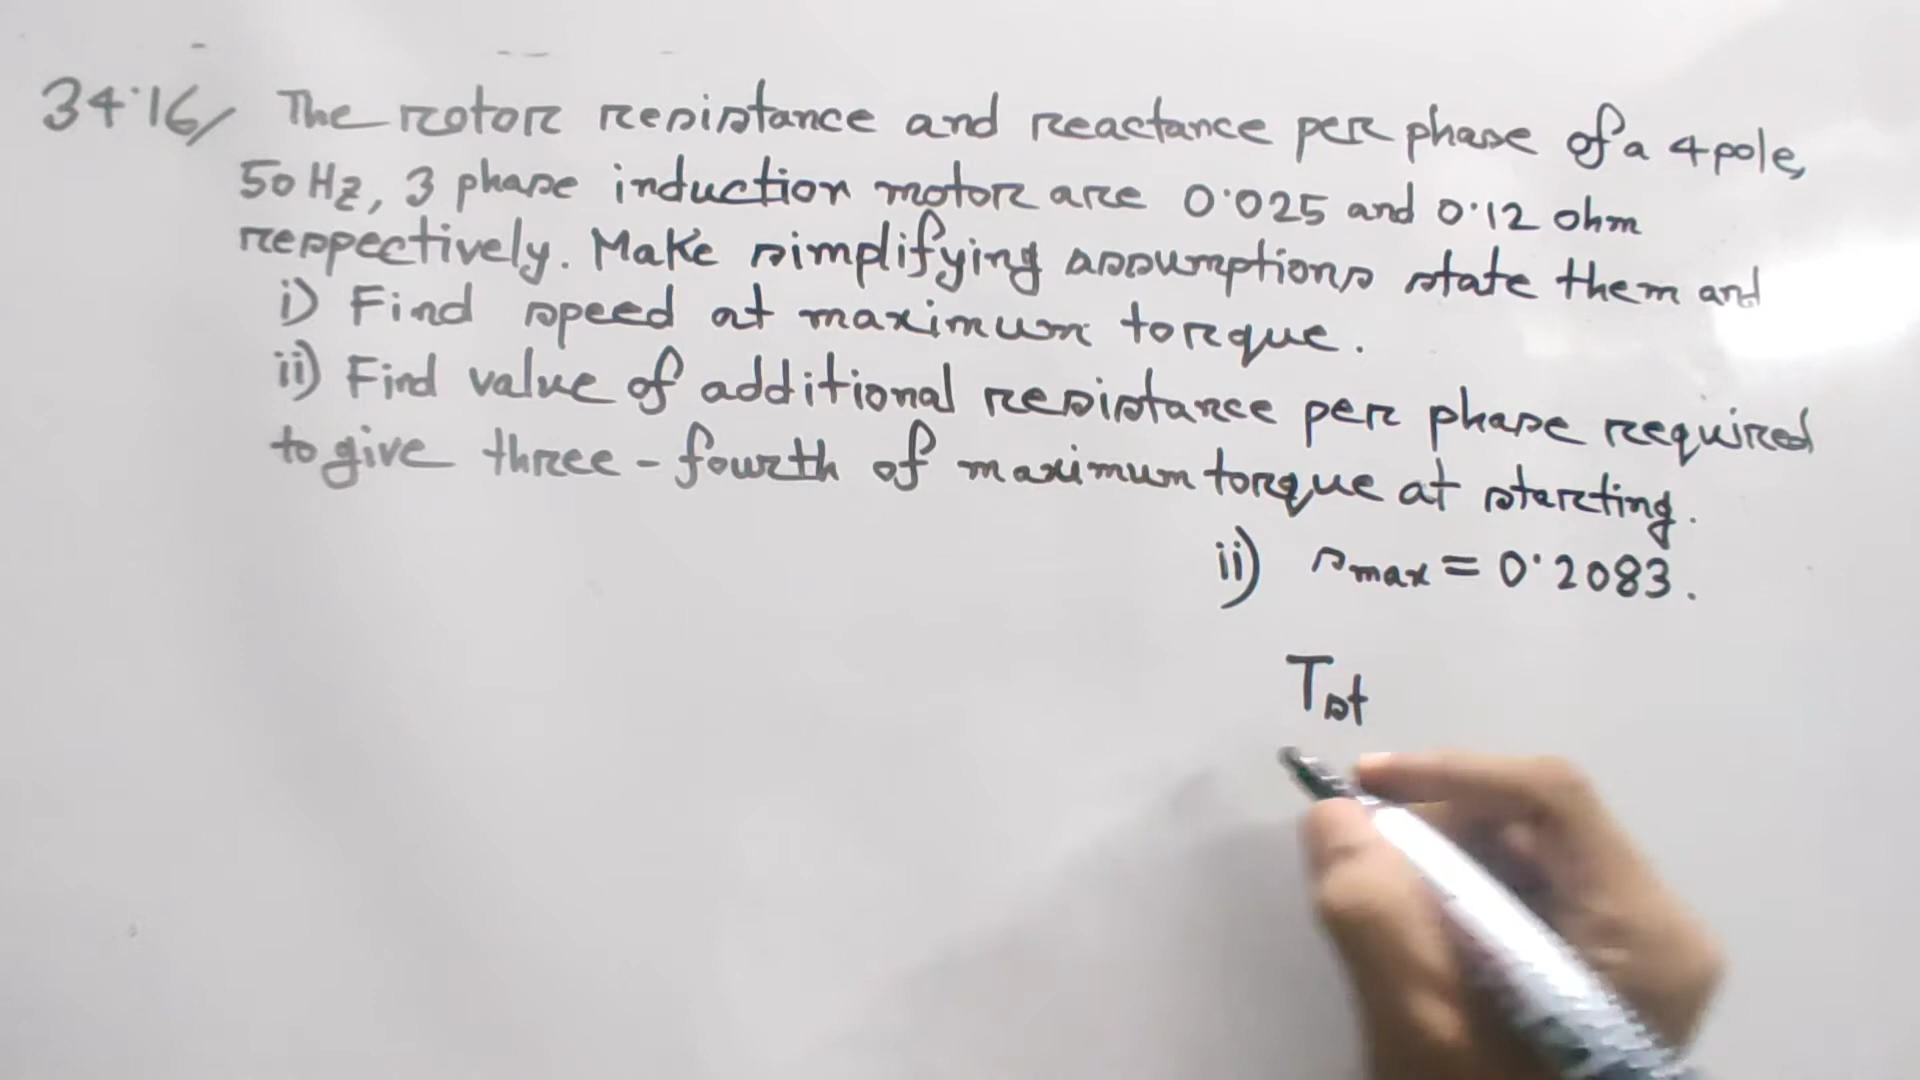 34.16/ The rotor resistance and reactance per phase of a 4 pole,
50 Hz, 3 phase induction motor are 0.025 and 0.12 ohm
respectively. Make simplifying assumptions state them and
i) Find speed at maximum torque.
ii) Find value of additional resistance per phase required
to give three-fourth of maximum torque at starting.
ii) smax = 0.2083.
Tst